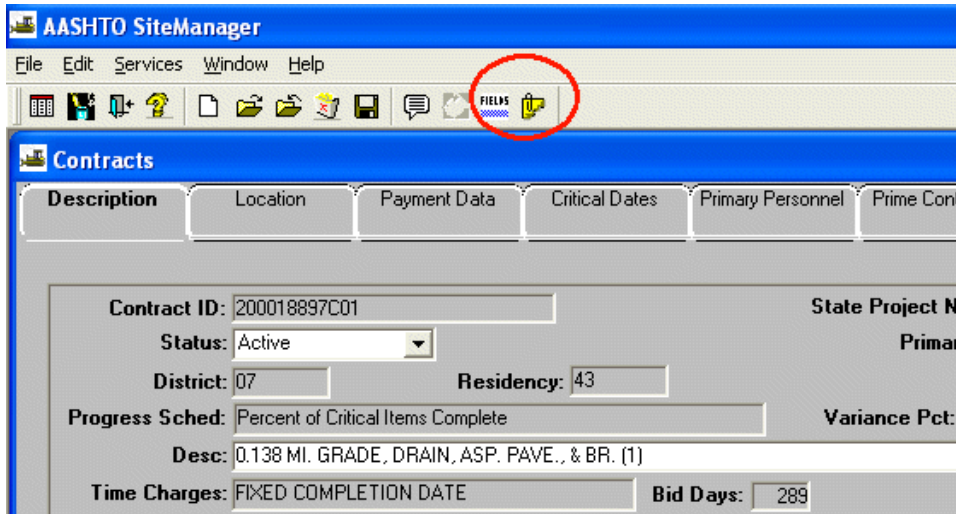 AASHTO SiteManager
File Edit Services Window Help
FIELDS
Contracts
Description Location Payment Data Critical Dates Primary Personnel Prime Con
Contract ID: 200018897C01 State Project N
Status: Active Primar
District: 07 Residency: 43
Progress Sched: Percent of Critical Items Complete Variance Pct:
Desc: 0.138 MI. GRADE, DRAIN, ASP. PAVE., & BR. (1)
Time Charges: FIXED COMPLETION DATE Bid Days: 289